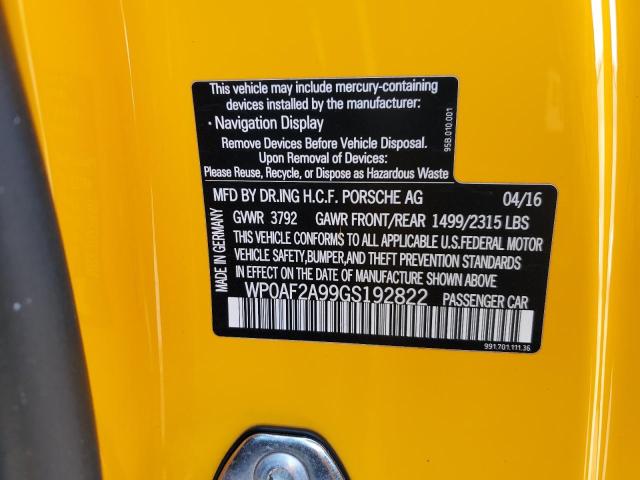 This vehicle may include mercury-containing
devices installed by the manufacturer:
· Navigation Display
Remove Devices Before Vehicle Disposal.
Upon Removal of Devices:
Please Reuse, Recycle, or Dispose as Hazardous Waste
95B.010.001
MFD BY DR.ING H.C.F. PORSCHE AG 04/16
GVWR 3792 GAWR FRONT/REAR 1499/2315 LBS
THIS VEHICLE CONFORMS TO ALL APPLICABLE U.S.FEDERAL MOTOR
VEHICLE SAFETY,BUMPER,AND THEFT PREVENTION STANDARDS
IN EFFECT ON THE DATE OF MANUFACTURE SHOWN ABOVE
WP0AF2A99GS192822 PASSENGER CAR
MADE IN GERMANY
991.701.111.36